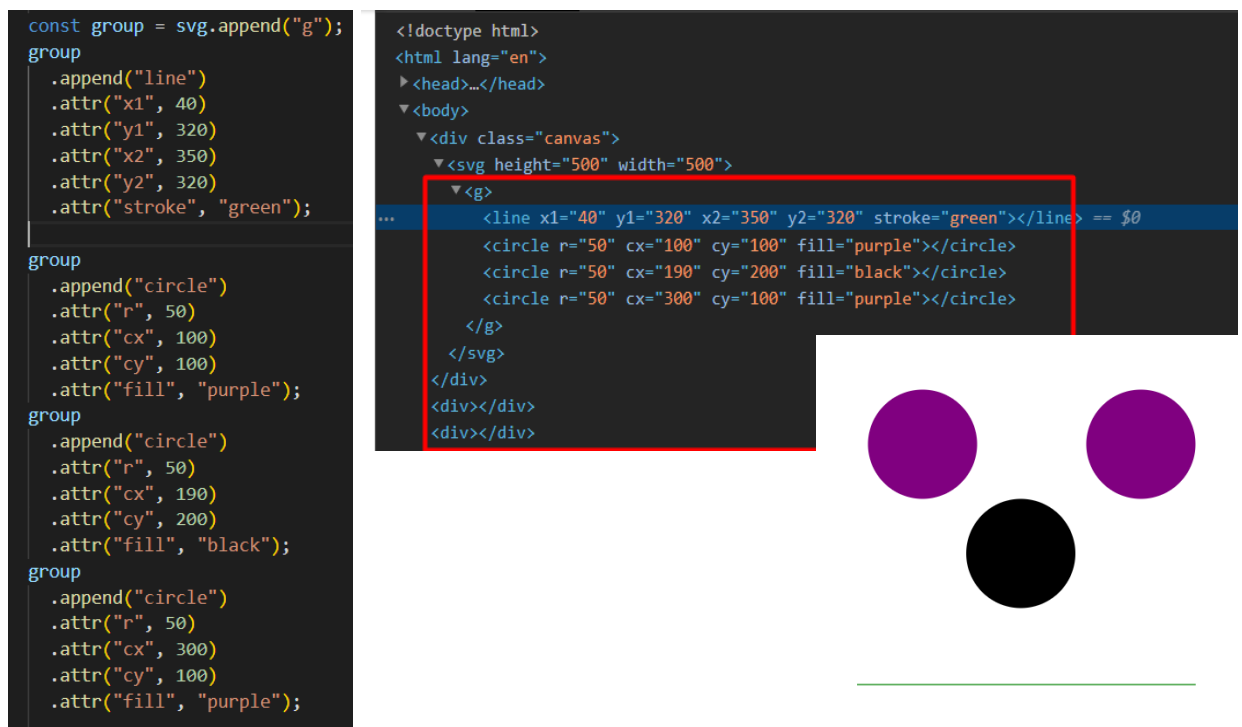 const group = svg.append("g");
group
.append("line")
.attr("x1", 40)
.attr("y1", 320)
.attr("x2", 350)
.attr("y2", 320)
.attr("stroke", "green");
group
.append("circle")
.attr("r", 50)
.attr("cx", 100)
.attr("cy", 100)
.attr("fill", "purple");
group
.append("circle")
.attr("r", 50)
.attr("cx", 190)
.attr("cy", 200)
.attr("fill", "black");
group
.append("circle")
.attr("r", 50)
.attr("cx", 300)
.attr("cy", 100)
.attr("fill", "purple");
<!doctype html>
<html lang="en">
<head>…</head>
<body>
<div class="canvas">
<svg height="500" width="500">
<g>
... <line x1="40" y1="320" x2="350" y2="320" stroke="green"></line> == $0
<circle r="50" cx="100" cy="100" fill="purple"></circle>
<circle r="50" cx="190" cy="200" fill="black"></circle>
<circle r="50" cx="300" cy="100" fill="purple"></circle>
</g>
</svg>
</div>
<div></div>
<div></div>